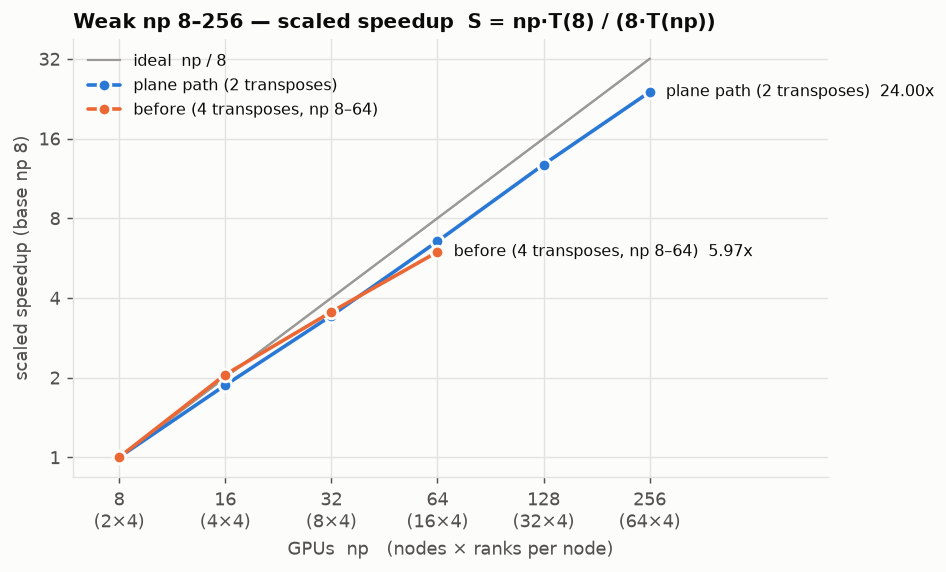 Weak np 8–256 — scaled speedup  S = np·T(8) / (8·T(np))
ideal  np / 8
plane path (2 transposes)
before (4 transposes, np 8–64)
plane path (2 transposes)  24.00x
before (4 transposes, np 8–64)  5.97x
scaled speedup (base np 8)
32
16
8
4
2
1
8
(2×4)
16
(4×4)
32
(8×4)
64
(16×4)
128
(32×4)
256
(64×4)
GPUs  np   (nodes × ranks per node)